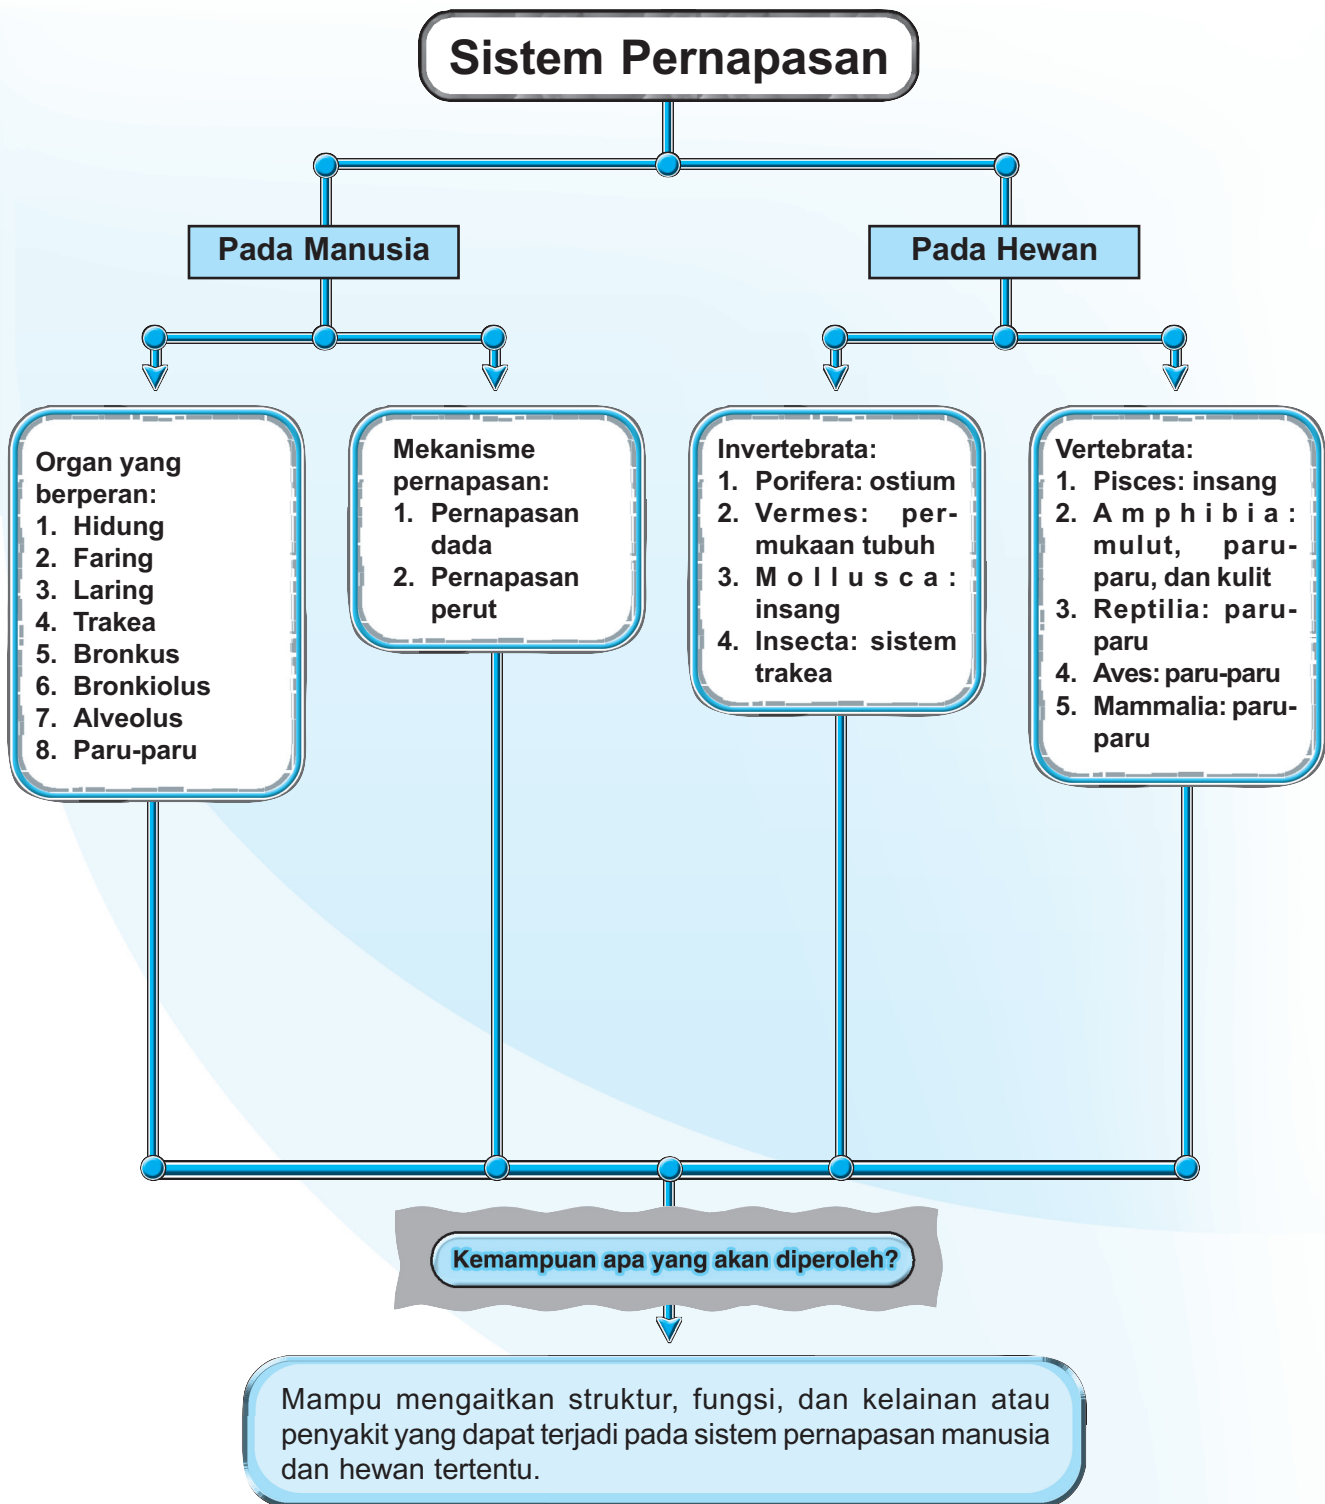 Sistem Pernapasan
Pada Manusia
Pada Hewan
Organ yang
berperan:
1. Hidung
2. Faring
3. Laring
4. Trakea
5. Bronkus
6. Bronkiolus
7. Alveolus
8. Paru-paru
Mekanisme
pernapasan:
1. Pernapasan
dada
2. Pernapasan
perut
Invertebrata:
1. Porifera: ostium
2. Vermes: per-
mukaan tubuh
3. Mollusca:
insang
4. Insecta: sistem
trakea
Vertebrata:
1. Pisces: insang
2. Amphibia:
mulut, paru-
paru, dan kulit
3. Reptilia: paru-
paru
4. Aves: paru-paru
5. Mammalia: paru-
paru
Kemampuan apa yang akan diperoleh?
Mampu mengaitkan struktur, fungsi, dan kelainan atau
penyakit yang dapat terjadi pada sistem pernapasan manusia
dan hewan tertentu.